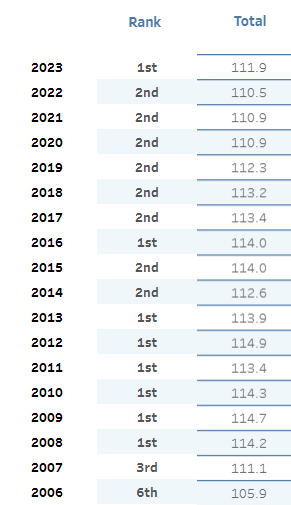 Rank Total
2023 1st 111.9
2022 2nd 110.5
2021 2nd 110.9
2020 2nd 110.9
2019 2nd 112.3
2018 2nd 113.2
2017 2nd 113.4
2016 1st 114.0
2015 2nd 114.0
2014 2nd 112.6
2013 1st 113.9
2012 1st 114.9
2011 1st 113.4
2010 1st 114.3
2009 1st 114.7
2008 1st 114.2
2007 3rd 111.1
2006 6th 105.9